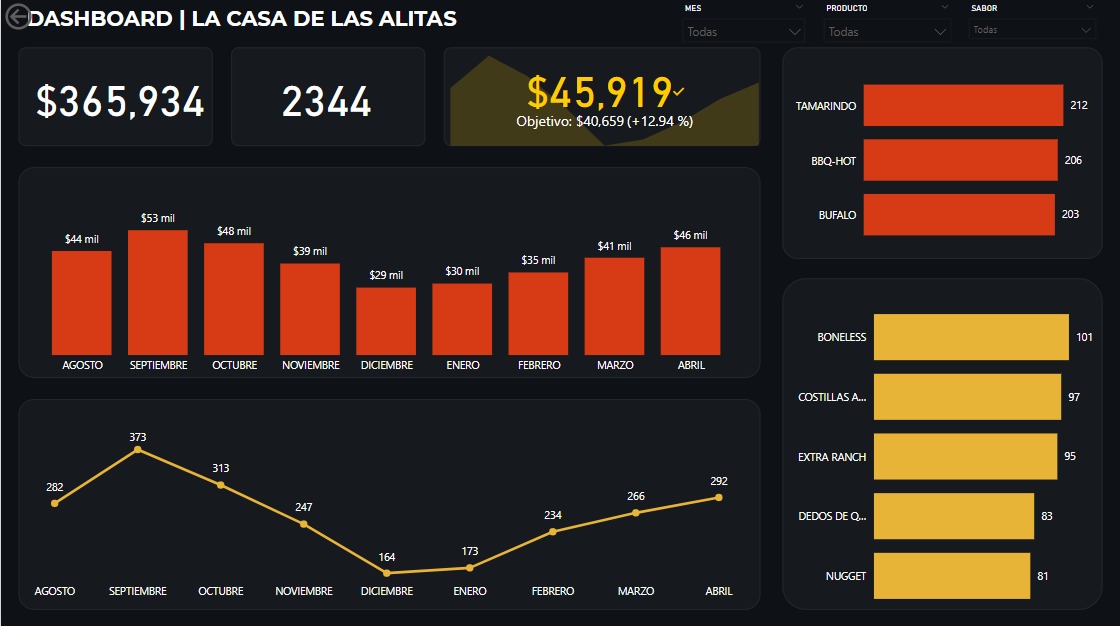 DASHBOARD | LA CASA DE LAS ALITAS
MES
Todas
PRODUCTO
Todas
SABOR
Todas
$365,934
2344
$45,919
Objetivo: $40,659 (+12.94 %)
$44 mil
$53 mil
$48 mil
$39 mil
$29 mil
$30 mil
$35 mil
$41 mil
$46 mil
AGOSTO
SEPTIEMBRE
OCTUBRE
NOVIEMBRE
DICIEMBRE
ENERO
FEBRERO
MARZO
ABRIL
282
373
313
247
164
173
234
266
292
AGOSTO
SEPTIEMBRE
OCTUBRE
NOVIEMBRE
DICIEMBRE
ENERO
FEBRERO
MARZO
ABRIL
TAMARINDO 212
BBQ-HOT 206
BUFALO 203
BONELESS 101
COSTILLAS A... 97
EXTRA RANCH 95
DEDOS DE Q... 83
NUGGET 81